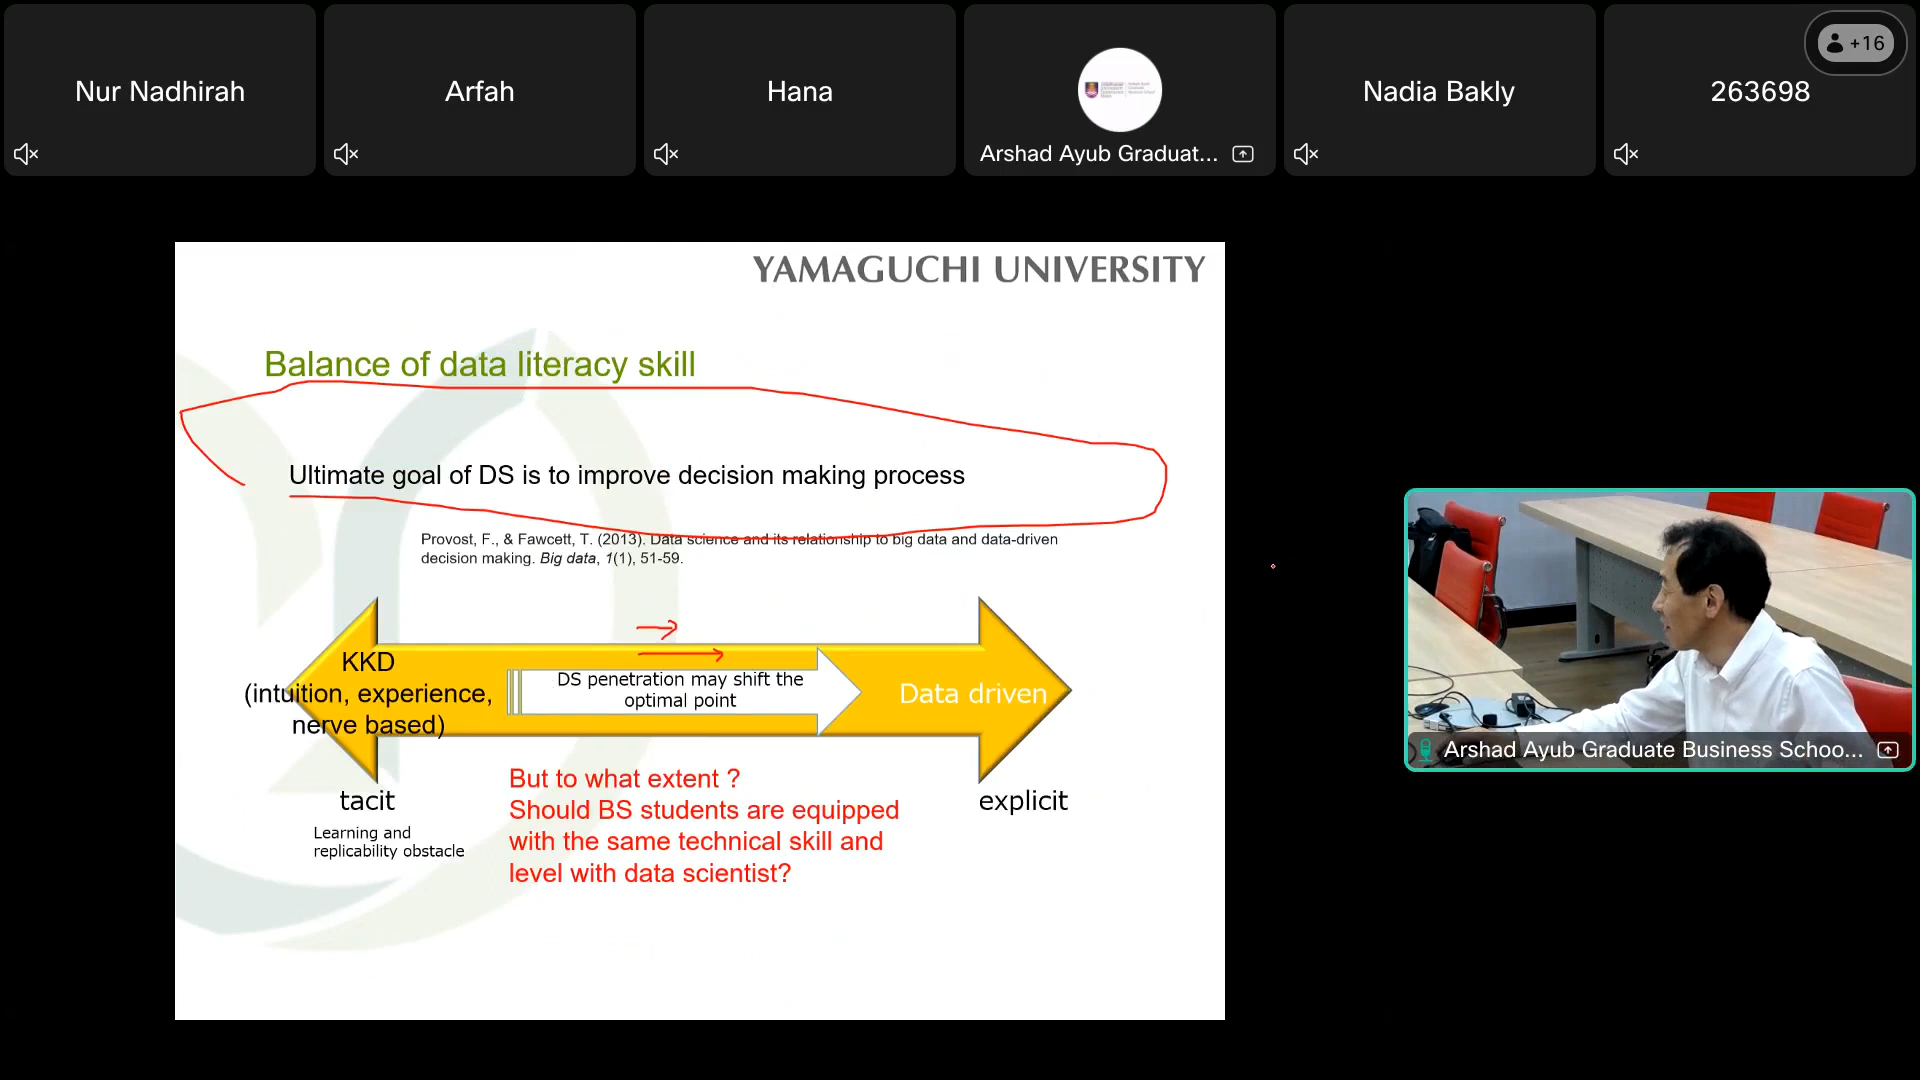 Nur Nadhirah
Arfah
Hana
Arshad Ayub Graduat...
Nadia Bakly
263698
+16
YAMAGUCHI UNIVERSITY
Balance of data literacy skill
Ultimate goal of DS is to improve decision making process
Provost, F., & Fawcett, T. (2013). Data science and its relationship to big data and data-driven
decision making. Big data, 1(1), 51-59.
KKD
(intuition, experience,
nerve based)
DS penetration may shift the
optimal point
Data driven
tacit
Learning and
replicability obstacle
But to what extent ?
Should BS students are equipped
with the same technical skill and
level with data scientist?
explicit
Arshad Ayub Graduate Business Schoo...